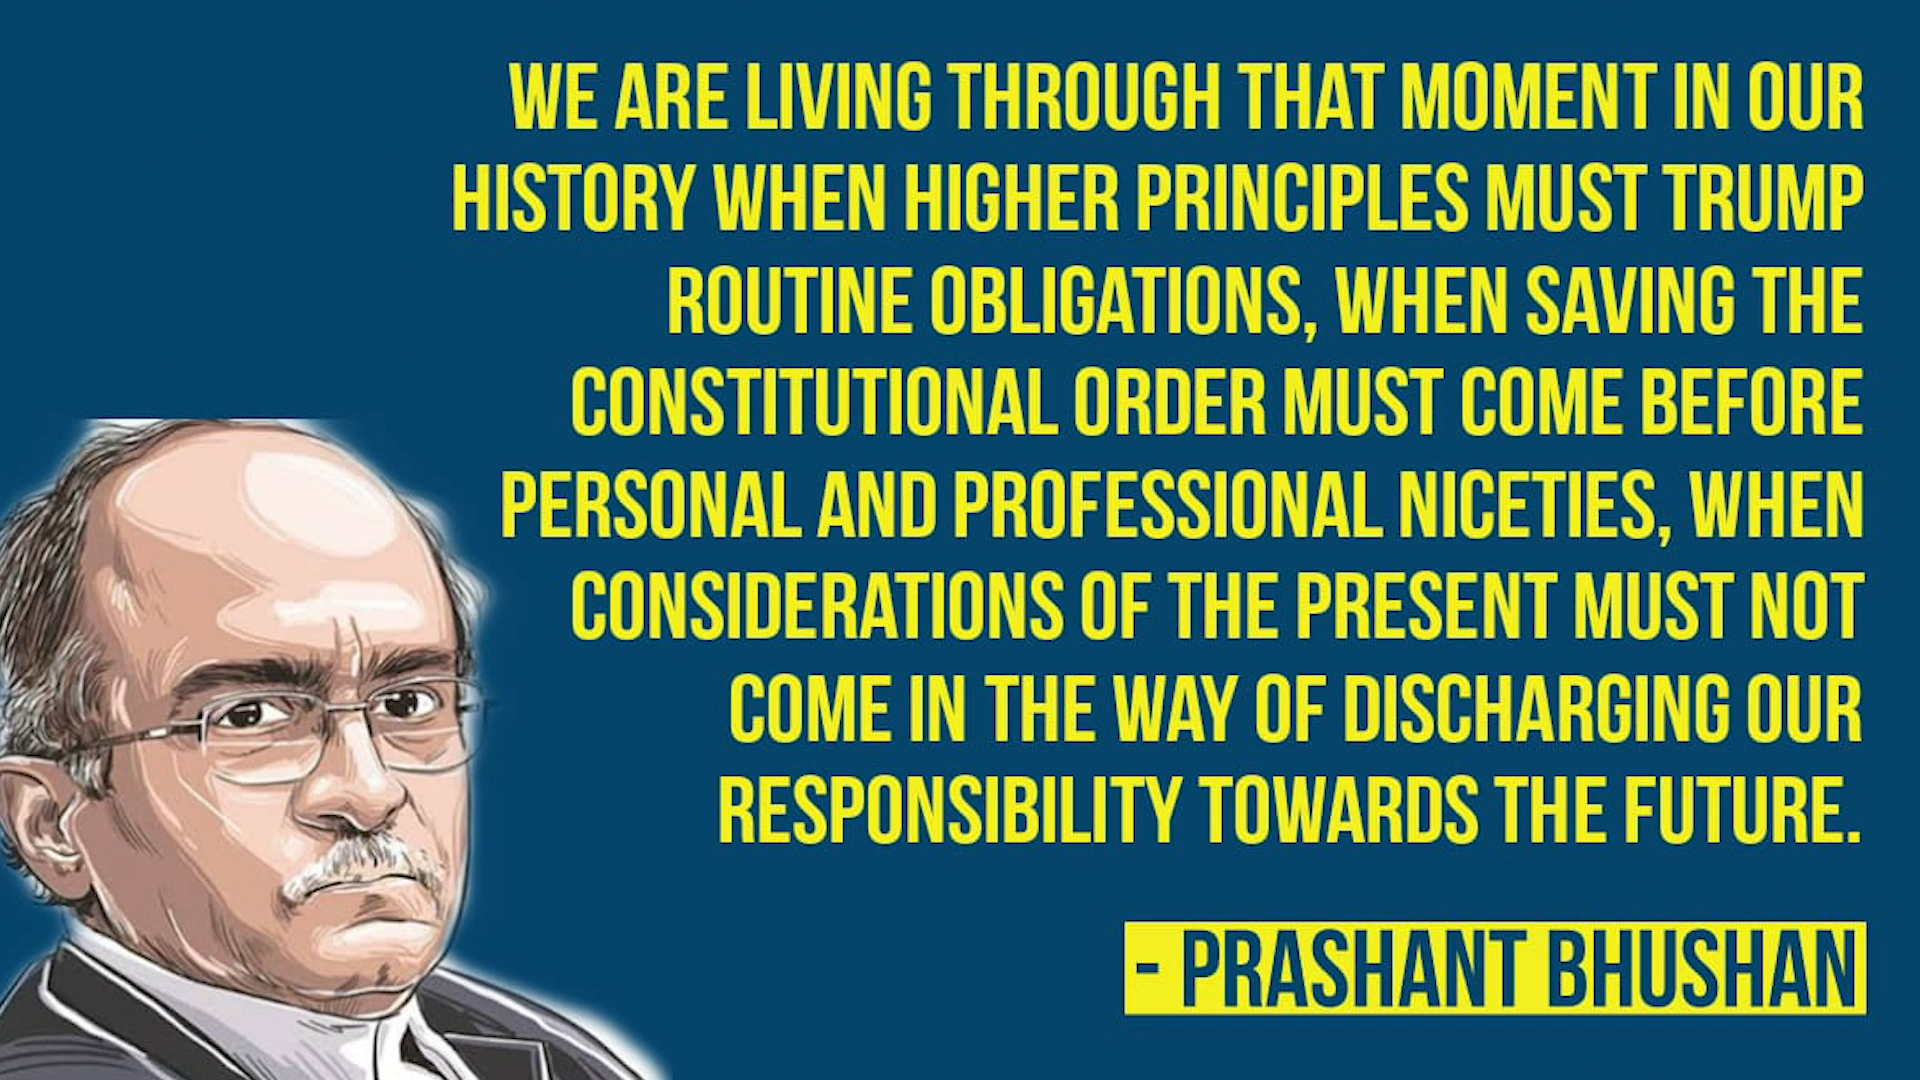 WE ARE LIVING THROUGH THAT MOMENT IN OUR
HISTORY WHEN HIGHER PRINCIPLES MUST TRUMP
ROUTINE OBLIGATIONS, WHEN SAVING THE
CONSTITUTIONAL ORDER MUST COME BEFORE
PERSONAL AND PROFESSIONAL NICETIES, WHEN
CONSIDERATIONS OF THE PRESENT MUST NOT
COME IN THE WAY OF DISCHARGING OUR
RESPONSIBILITY TOWARDS THE FUTURE.
- PRASHANT BHUSHAN